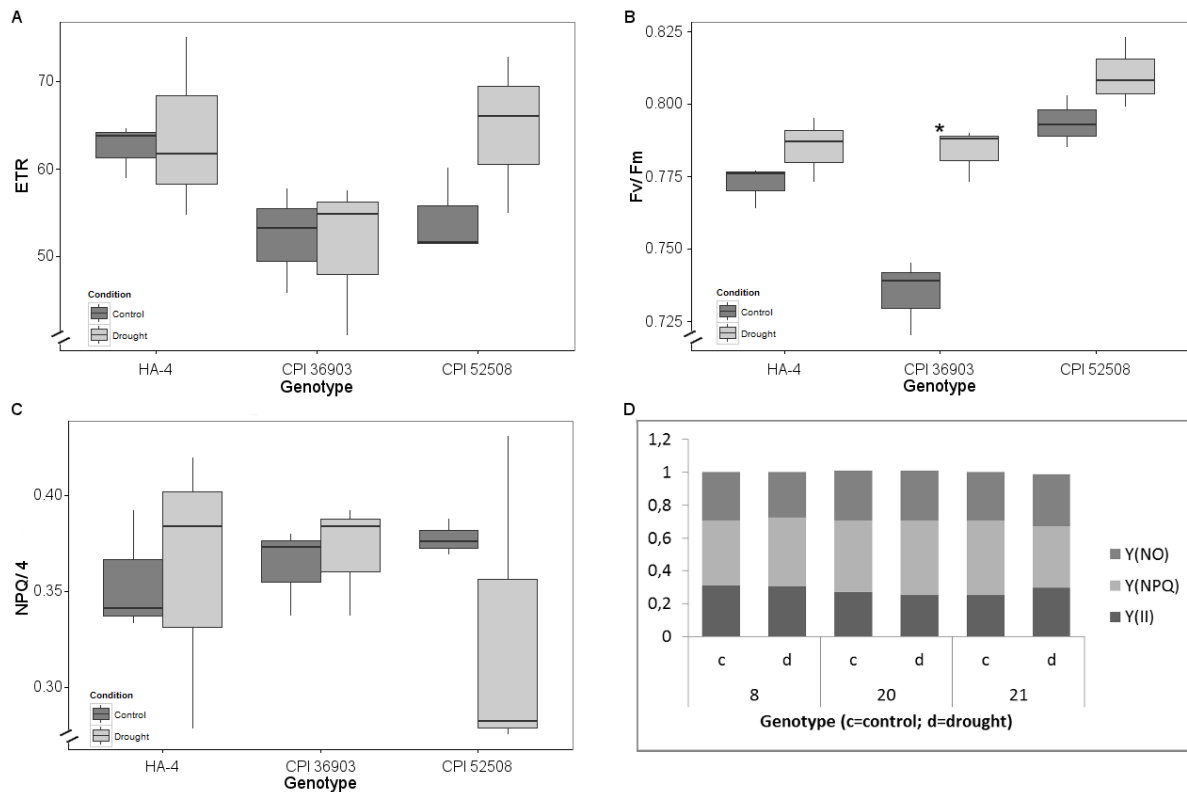 A
ETR
70
60
50
Condition
Control
Drought
HA-4 CPI 36903 CPI 52508
Genotype
B
Fv/ Fm
0.825
0.800
0.775
0.750
0.725
*
Condition
Control
Drought
HA-4 CPI 36903 CPI 52508
Genotype
C
NPQ/ 4
0.40
0.35
0.30
Condition
Control
Drought
HA-4 CPI 36903 CPI 52508
Genotype
D
1,2
1
0,8
0,6
0,4
0,2
0
Y(NO)
Y(NPQ)
Y(II)
c d c d c d
8 20 21
Genotype (c=control; d=drought)